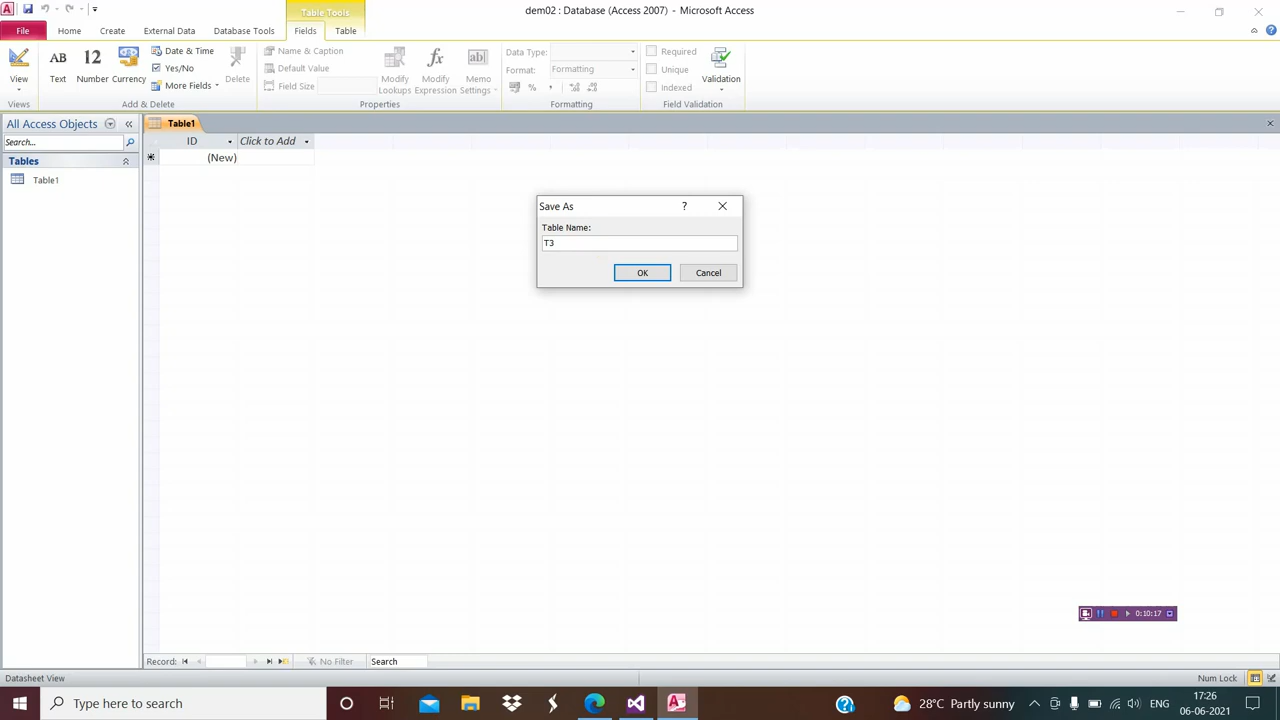 Table Tools
dem02 : Database (Access 2007) - Microsoft Access
File Home Create External Data Database Tools Fields Table
View
Text
Number
Currency
Date & Time
Yes/No
More Fields
Delete
Name & Caption
Default Value
Field Size
Modify Lookups
Modify Expression
Memo Settings
Data Type:
Format: Formatting
Required
Unique
Indexed
Validation
Views
Add & Delete
Properties
Formatting
Field Validation
All Access Objects
Search...
Tables
Table1
Table1
ID Click to Add
(New)
Save As
Table Name:
T3
OK Cancel
0:10:17
Record: No Filter Search
Datasheet View
Num Lock
Type here to search
28°C Partly sunny
ENG
17:26
06-06-2021